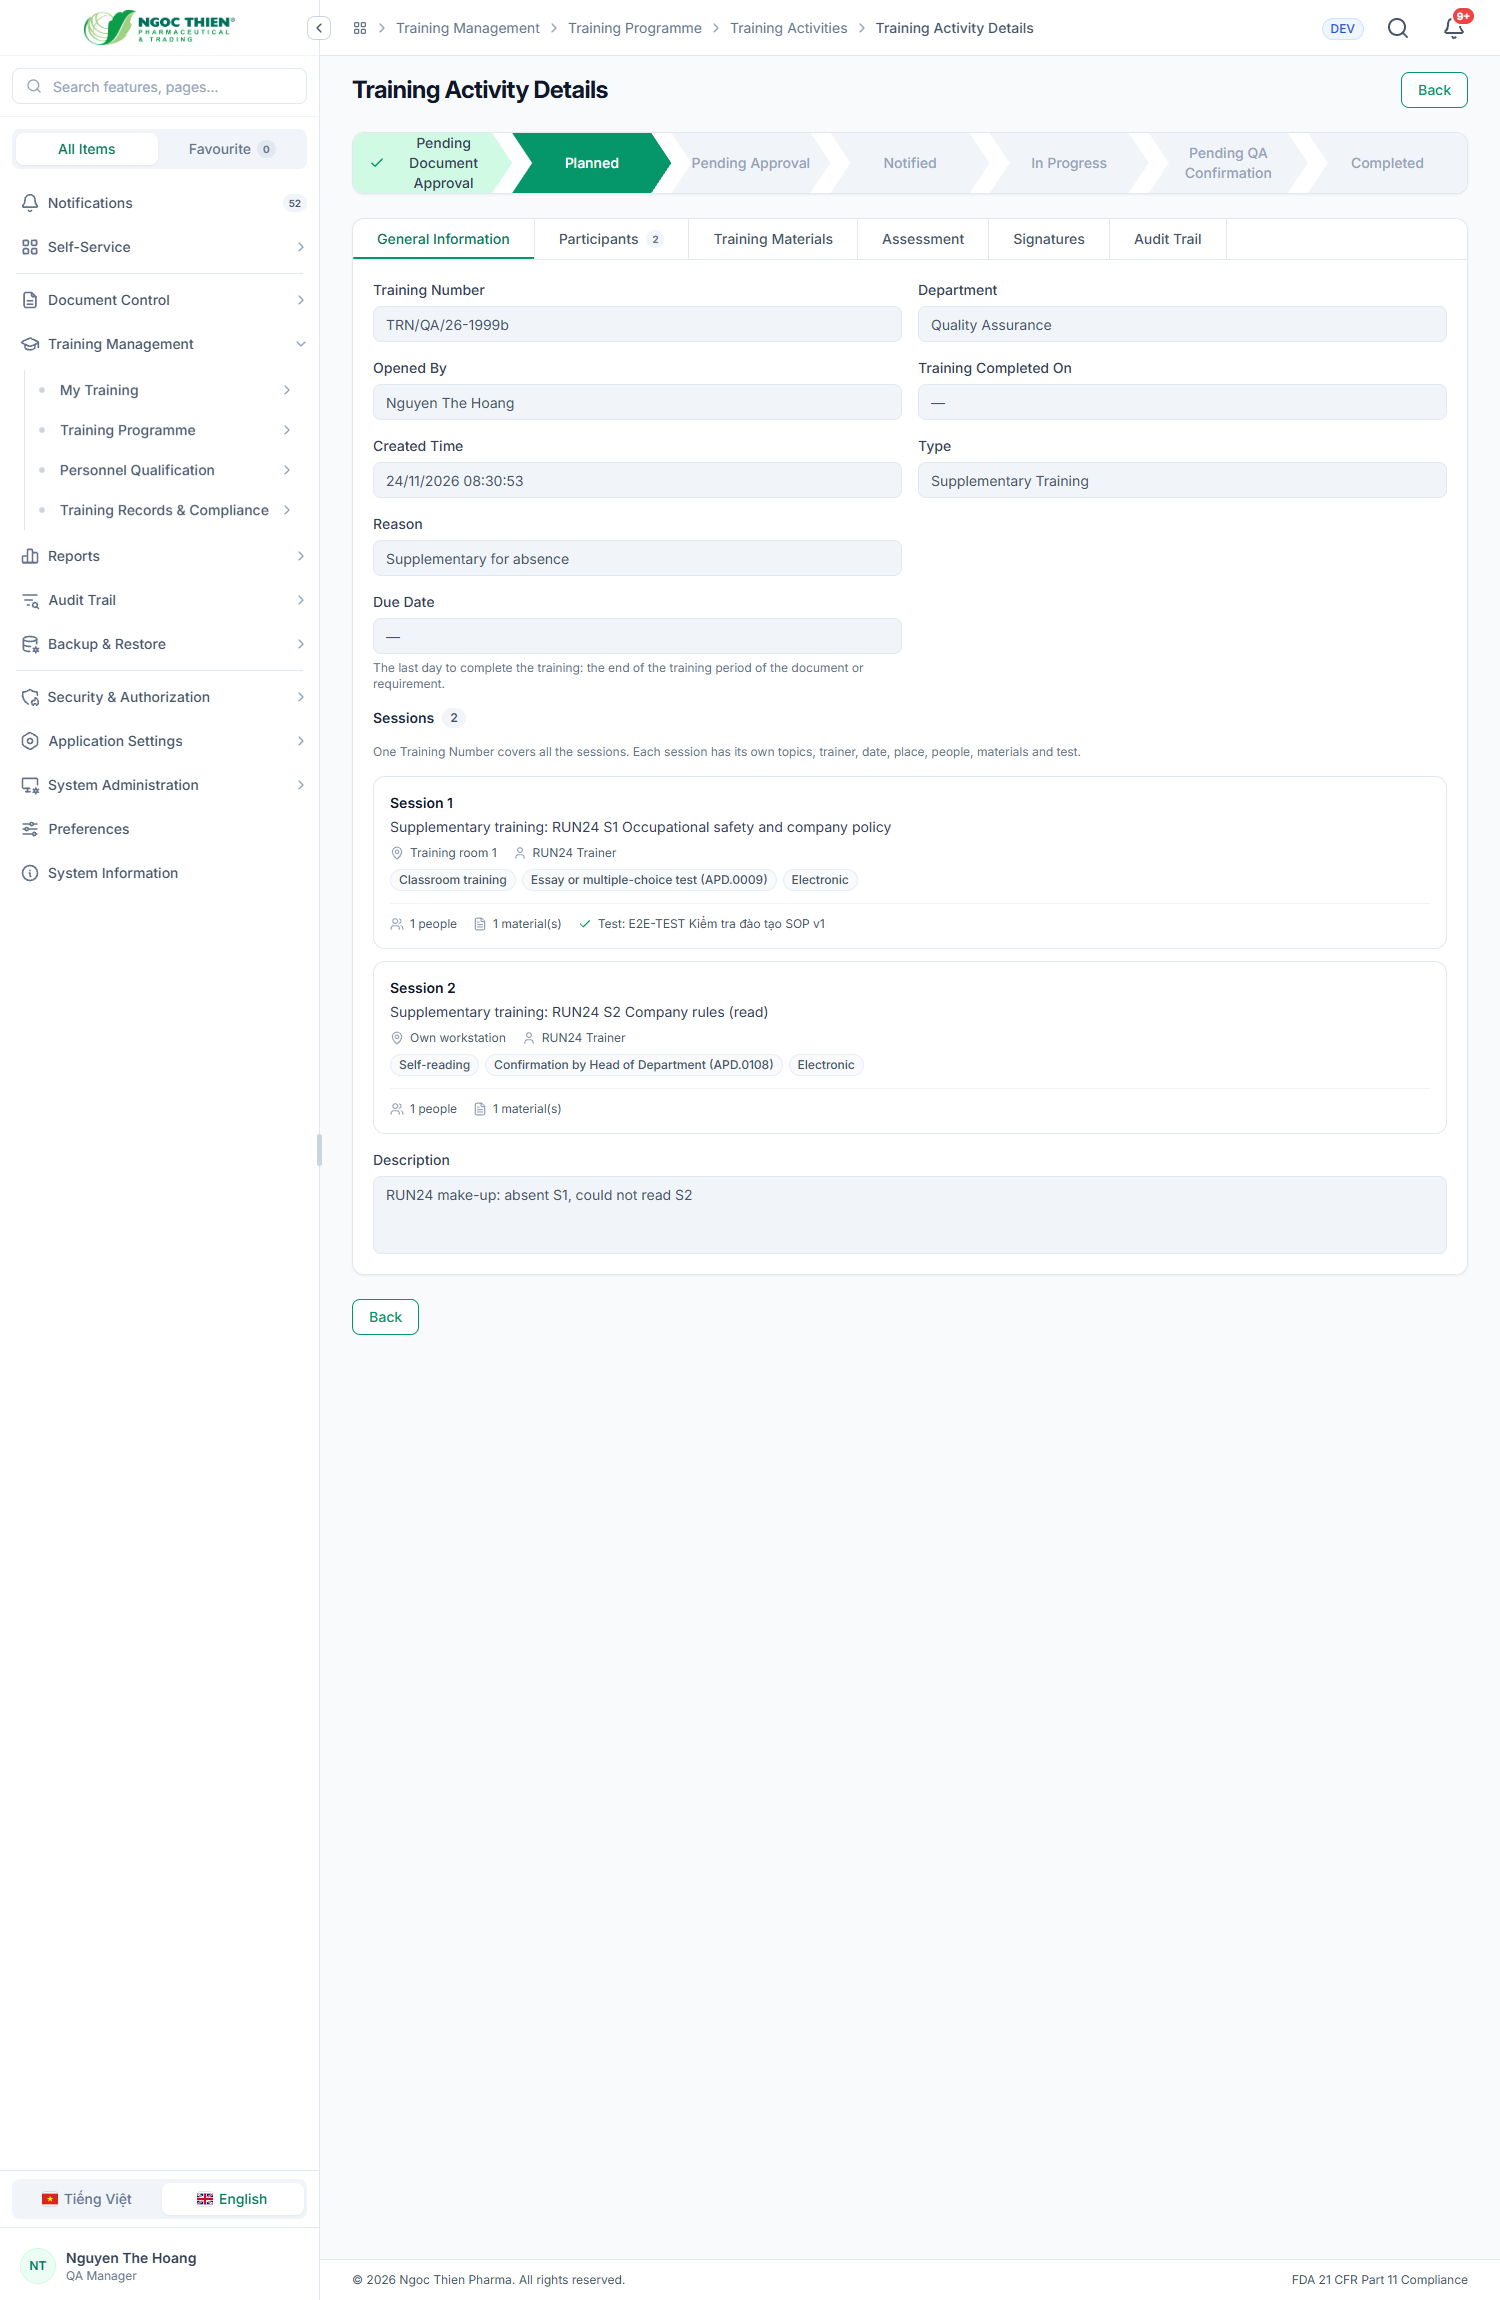 NGOC THIEN®
PHARMACEUTICAL
& TRADING
Search features, pages...
All Items
Favourite 0
Notifications 52
Self-Service
Document Control
Training Management
My Training
Training Programme
Personnel Qualification
Training Records & Compliance
Reports
Audit Trail
Backup & Restore
Security & Authorization
Application Settings
System Administration
Preferences
System Information
Tiếng Việt
English
NT
Nguyen The Hoang
QA Manager
Training Management
Training Programme
Training Activities
Training Activity Details
DEV
9+
Training Activity Details
Back
Pending Document Approval
Planned
Pending Approval
Notified
In Progress
Pending QA Confirmation
Completed
General Information
Participants 2
Training Materials
Assessment
Signatures
Audit Trail
Training Number
TRN/QA/26-1999b
Department
Quality Assurance
Opened By
Nguyen The Hoang
Training Completed On
—
Created Time
24/11/2026 08:30:53
Type
Supplementary Training
Reason
Supplementary for absence
Due Date
—
The last day to complete the training: the end of the training period of the document or
requirement.
Sessions 2
One Training Number covers all the sessions. Each session has its own topics, trainer, date, place, people, materials and test.
Session 1
Supplementary training: RUN24 S1 Occupational safety and company policy
Training room 1 RUN24 Trainer
Classroom training Essay or multiple-choice test (APD.0009) Electronic
1 people 1 material(s) Test: E2E-TEST Kiểm tra đào tạo SOP v1
Session 2
Supplementary training: RUN24 S2 Company rules (read)
Own workstation RUN24 Trainer
Self-reading Confirmation by Head of Department (APD.0108) Electronic
1 people 1 material(s)
Description
RUN24 make-up: absent S1, could not read S2
Back
© 2026 Ngoc Thien Pharma. All rights reserved.
FDA 21 CFR Part 11 Compliance